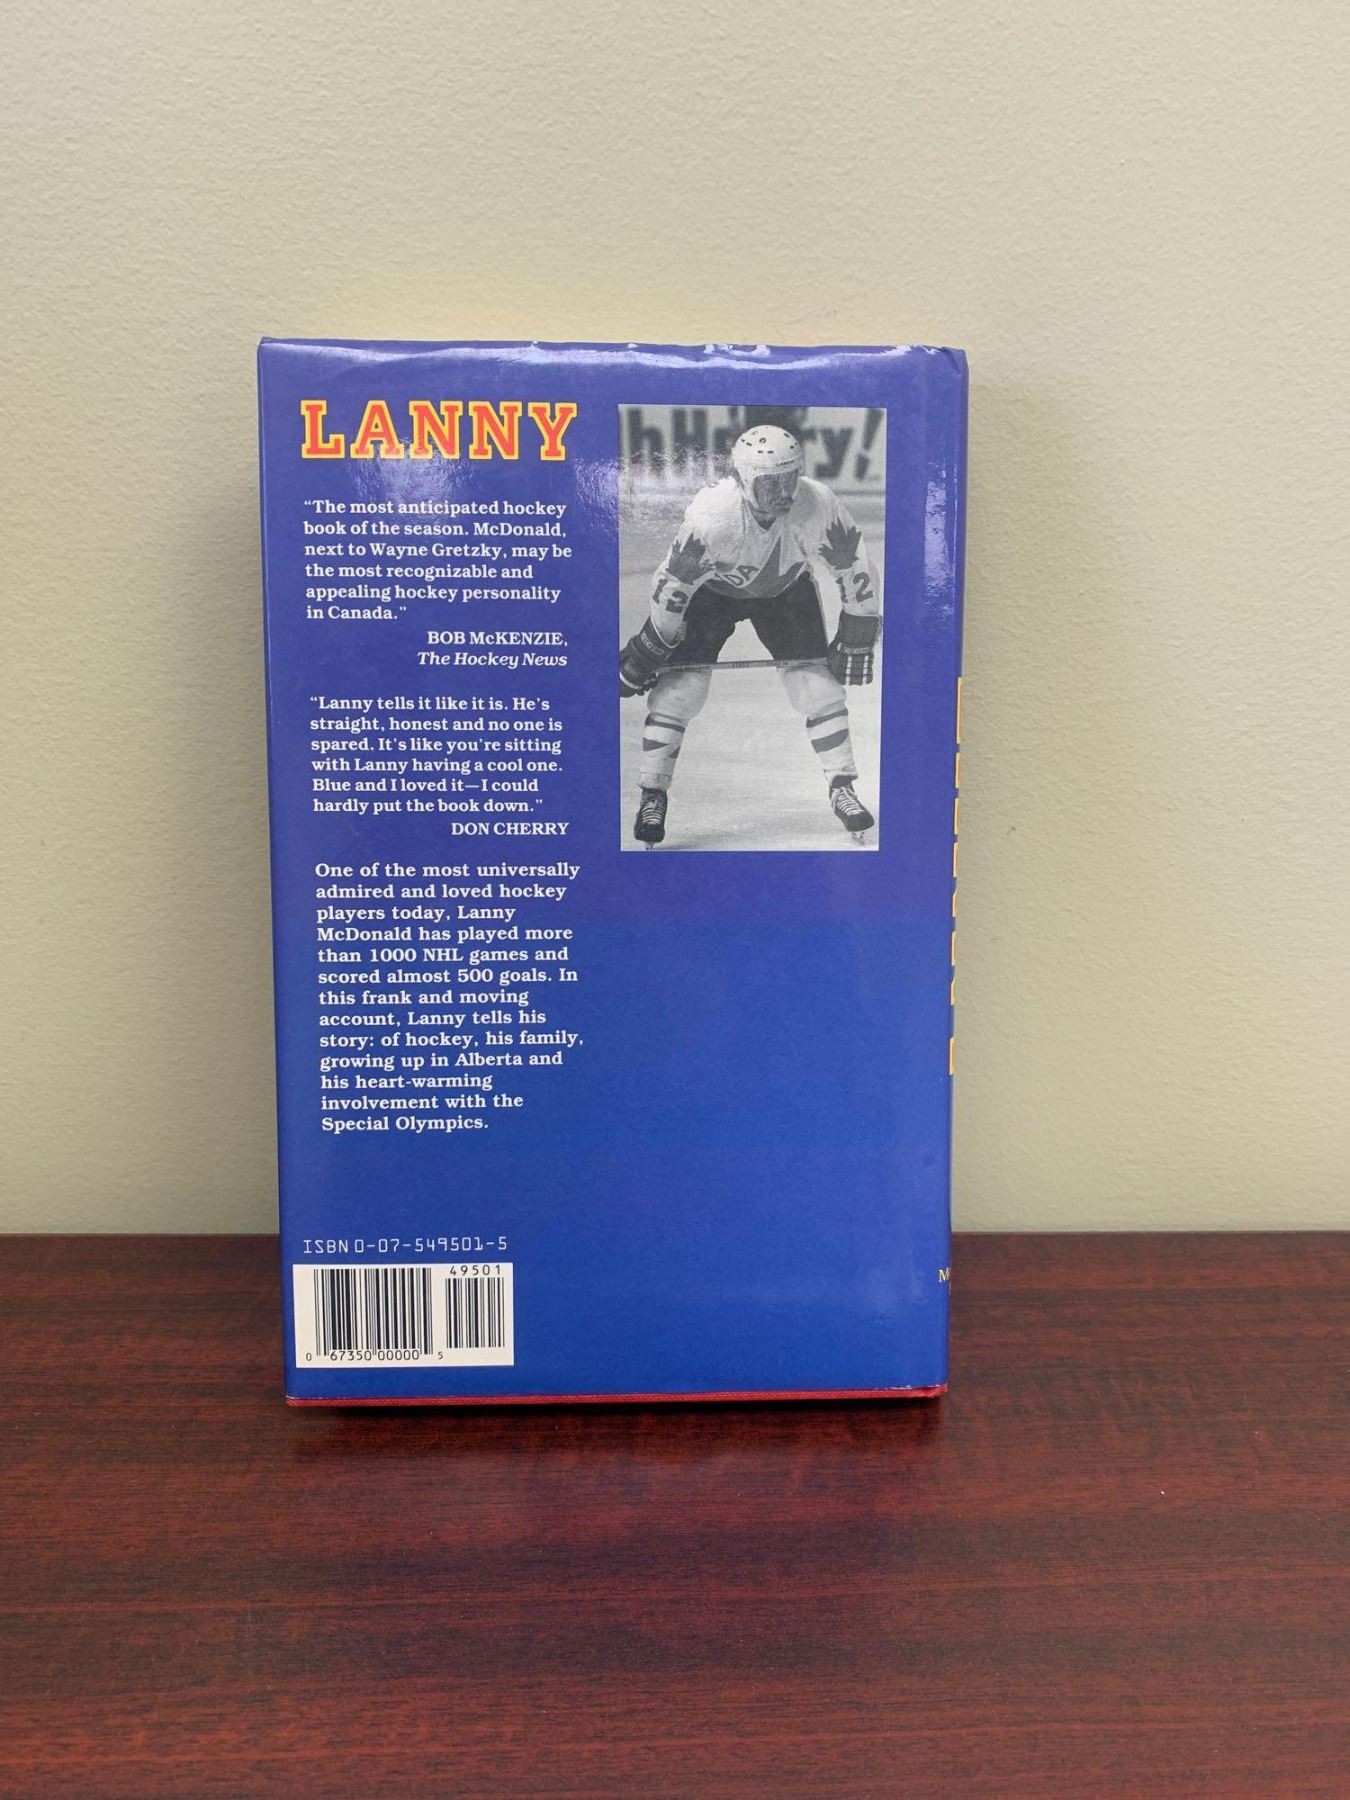 LANNY
“The most anticipated hockey
book of the season. McDonald,
next to Wayne Gretzky, may be
the most recognizable and
appealing hockey personality
in Canada.”
BOB McKENZIE,
The Hockey News
“Lanny tells it like it is. He's
straight, honest and no one is
spared. It's like you're sitting
with Lanny having a cool one.
Blue and I loved it—I could
hardly put the book down.”
DON CHERRY
One of the most universally
admired and loved hockey
players today, Lanny
McDonald has played more
than 1000 NHL games and
scored almost 500 goals. In
this frank and moving
account, Lanny tells his
story: of hockey, his family,
growing up in Alberta and
his heart-warming
involvement with the
Special Olympics.
ISBN 0-07-549501-5
49501
0 67350 00000 5
12
12